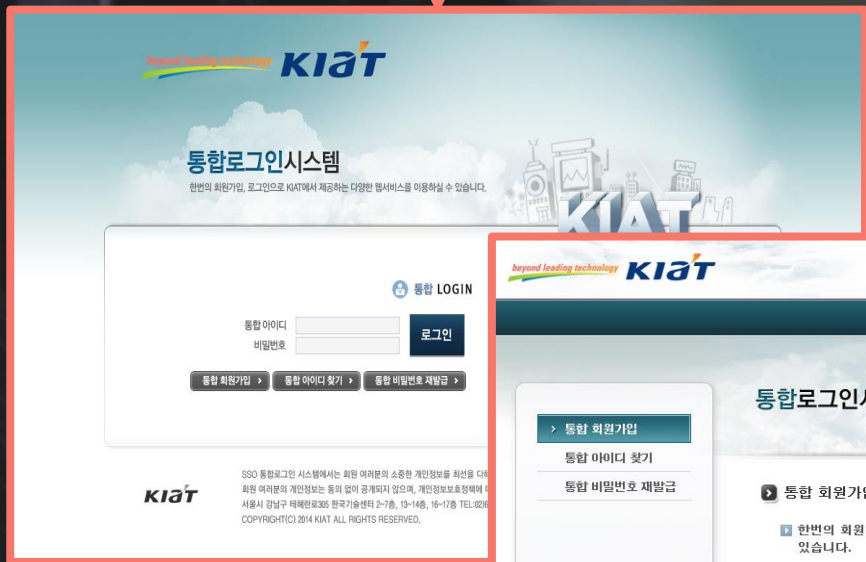 beyond leading technology KIAT
통합로그인시스템
한번의 회원가입, 로그인으로 KIAT에서 제공하는 다양한 웹서비스를 이용하실 수 있습니다.
KIAT
통합 LOGIN
통합 아이디
비밀번호
로그인
통합 회원가입 >
통합 아이디 찾기 >
통합 비밀번호 재발급 >
KIAT
SSO 통합로그인 시스템에서는 회원 여러분의 소중한 개인정보를 최선을 다해
회원 여러분의 개인정보는 동의 없이 공개되지 않으며, 개인정보보호정책에
서울시 강남구 테헤란로305 한국기술센터 2~7층, 13~14층, 16~17층 TEL:02)6
COPYRIGHT(C) 2014 KIAT ALL RIGHTS RESERVED.
beyond leading technology KIAT
> 통합 회원가입
통합 아이디 찾기
통합 비밀번호 재발급
통합로그인
통합 회원가입
한번의 회원
있습니다.